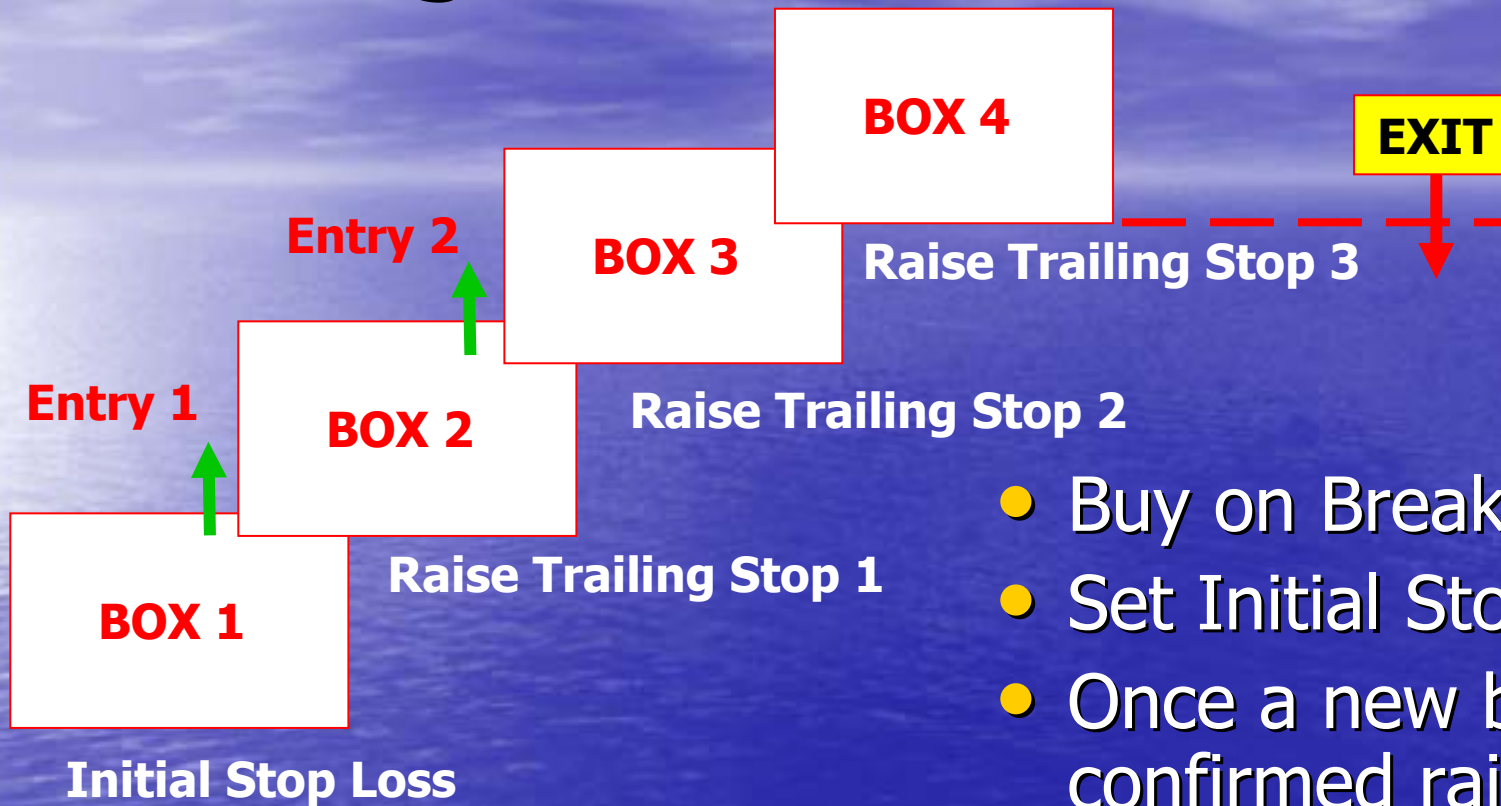 BOX 4
EXIT
Entry 2
BOX 3
Raise Trailing Stop 3
Entry 1
BOX 2
Raise Trailing Stop 2
Buy on Break
Raise Trailing Stop 1
Set Initial
BOX 1
Once a new
confirmed
Initial Stop Loss